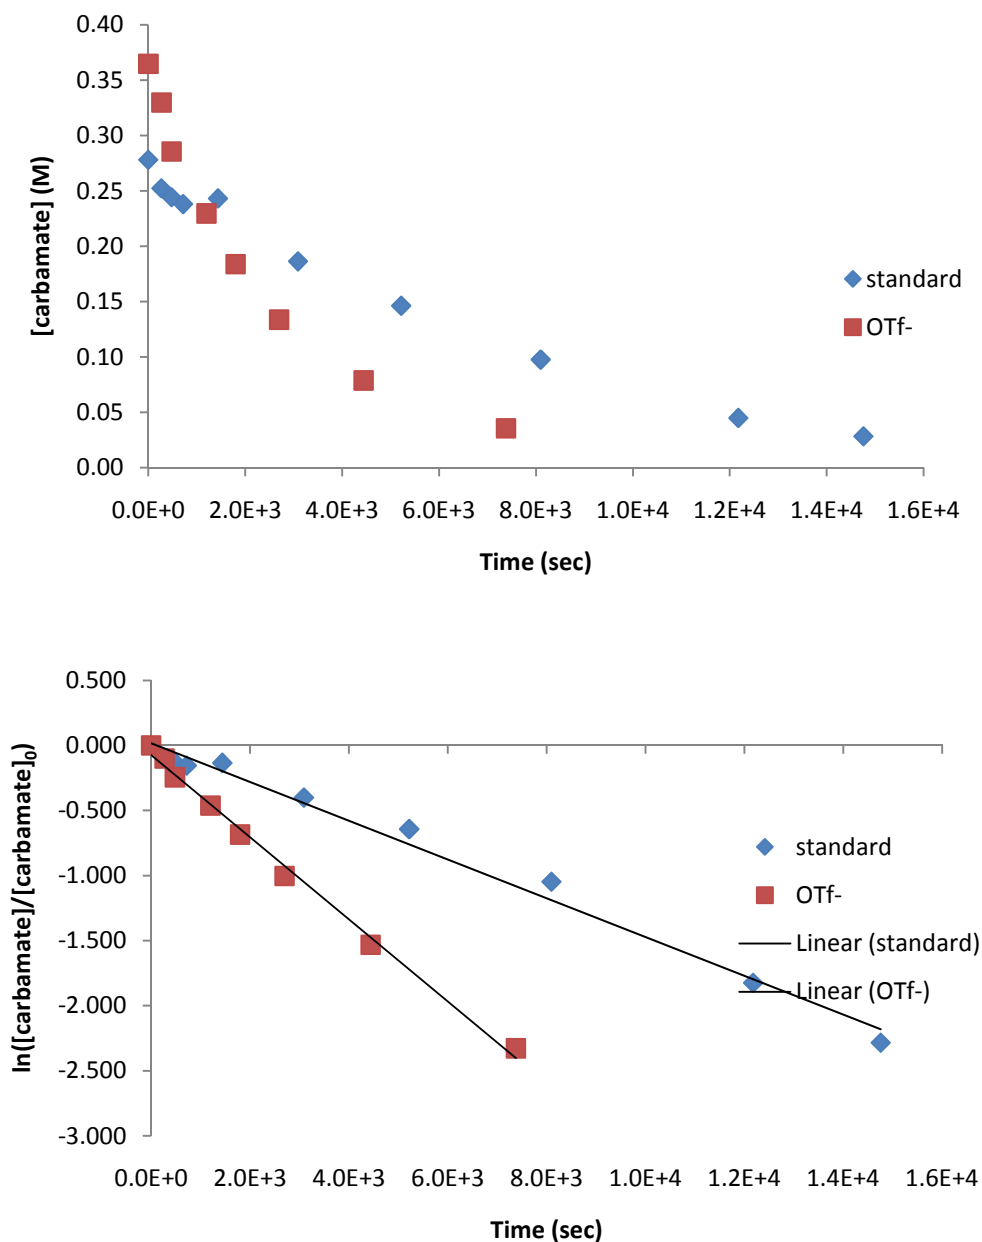 0.40
0.35
0.30
0.25
0.20
0.15
0.10
0.05
0.00
[carbamate] (M)
standard
OTf-
0.0E+0 2.0E+3 4.0E+3 6.0E+3 8.0E+3 1.0E+4 1.2E+4 1.4E+4 1.6E+4
Time (sec)
0.500
0.000
-0.500
-1.000
-1.500
-2.000
-2.500
-3.000
ln([carbamate]/[carbamate]₀)
standard
OTf-
Linear (standard)
Linear (OTf-)
0.0E+0 2.0E+3 4.0E+3 6.0E+3 8.0E+3 1.0E+4 1.2E+4 1.4E+4 1.6E+4
Time (sec)